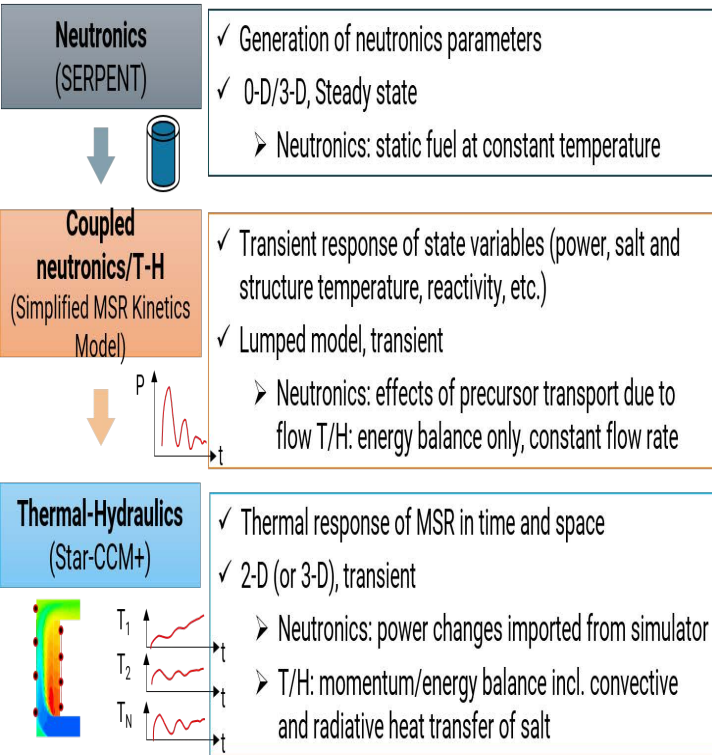 Neutronics
(SERPENT)
✓ Generation of neutronics parameters
✓ 0-D/3-D, Steady state
➢ Neutronics: static fuel at constant temperature
Coupled
neutronics/T-H
(Simplified MSR Kinetics
Model)
P
t
✓ Transient response of state variables (power, salt and
structure temperature, reactivity, etc.)
✓ Lumped model, transient
➢ Neutronics: effects of precursor transport due to
flow T/H: energy balance only, constant flow rate
Thermal-Hydraulics
(Star-CCM+)
T1
t
T2
t
TN
t
✓ Thermal response of MSR in time and space
✓ 2-D (or 3-D), transient
➢ Neutronics: power changes imported from simulator
➢ T/H: momentum/energy balance incl. convective
and radiative heat transfer of salt